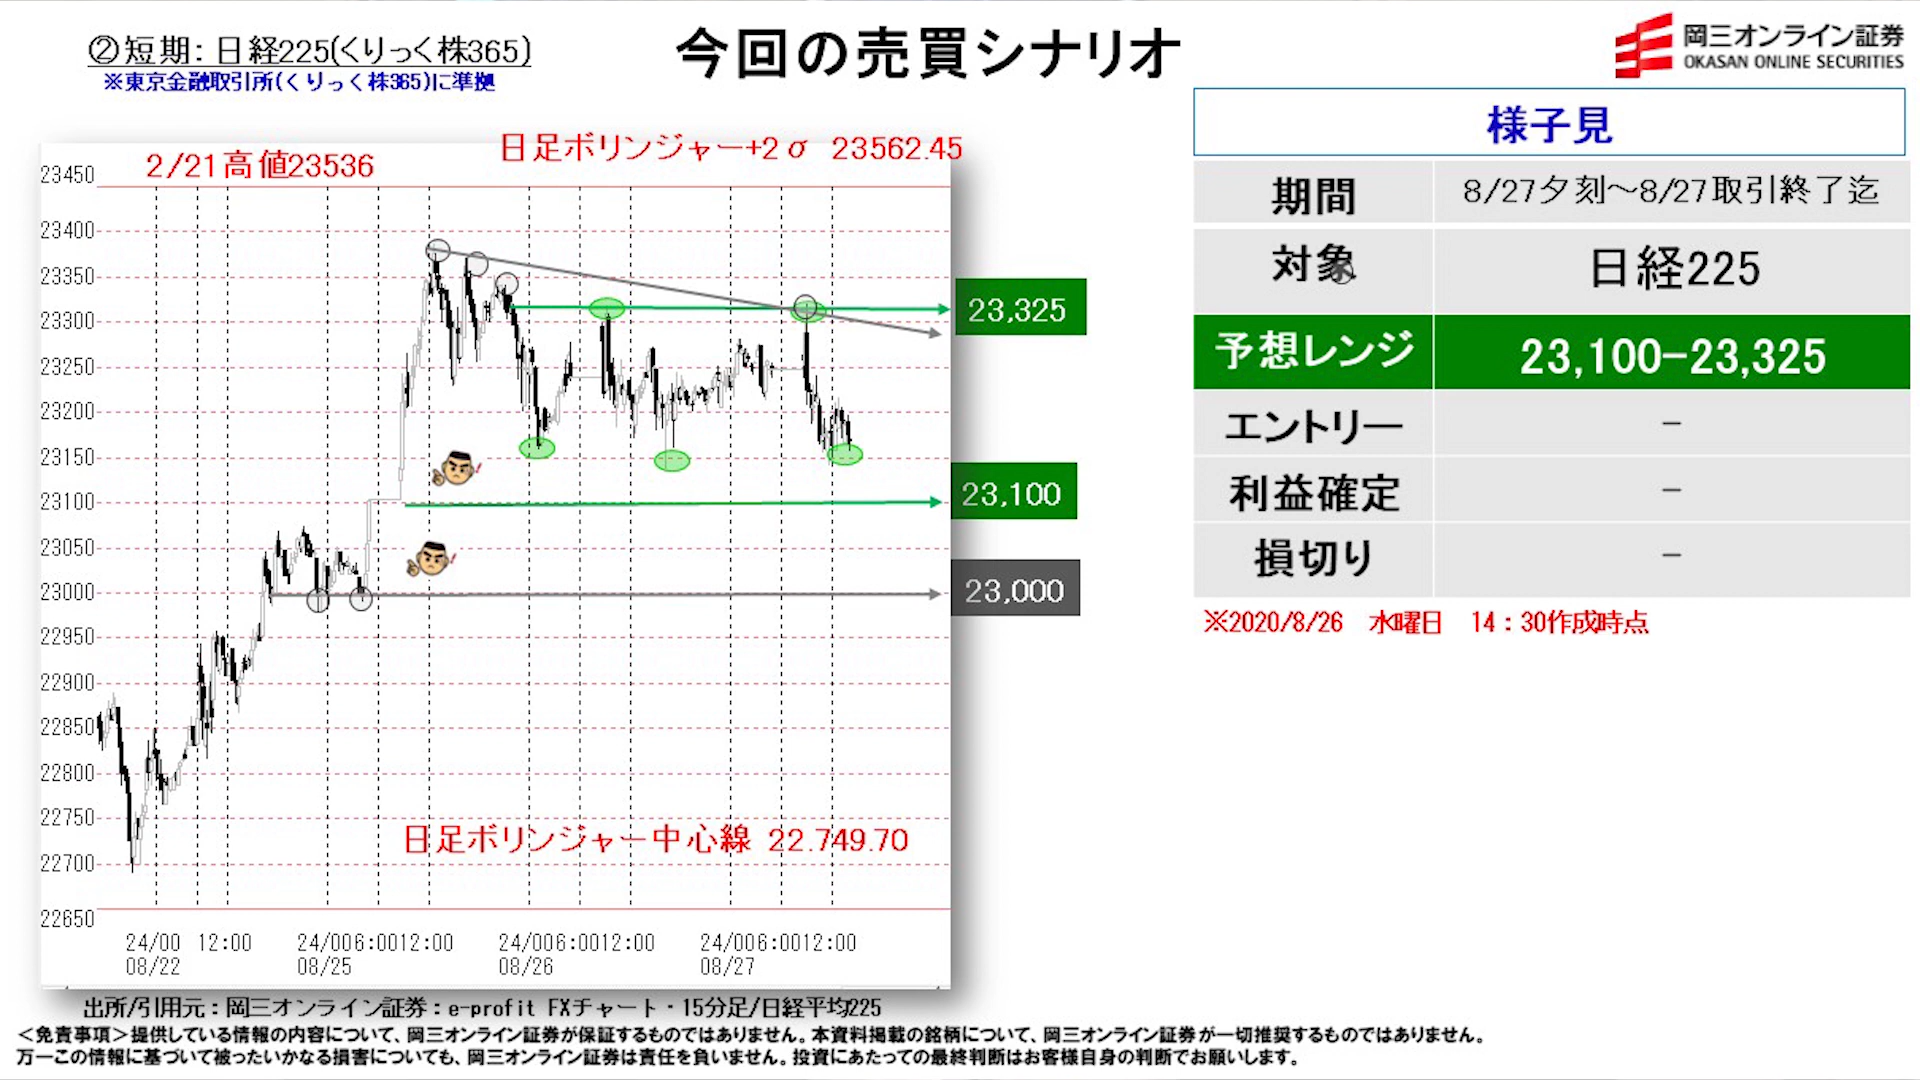 ②短期：日経225(くりっく株365)
※東京金融取引所(くりっく株365)に準拠
今回の売買シナリオ
岡三オンライン証券
OKASAN ONLINE SECURITIES
2/21高値23536
日足ボリンジャー+2σ 23562.45
23450
23400
23350
23300
23250
23200
23150
23100
23050
23000
22950
22900
22850
22800
22750
22700
22650
23,325
23,100
23,000
日足ボリンジャー中心線 22.749.70
24/00 12:00 24/006:0012:00 24/006:0012:00 24/006:0012:00
08/22 08/25 08/26 08/27
様子見
期間 8/27夕刻～8/27取引終了迄
対象 日経225
予想レンジ 23,100-23,325
エントリー －
利益確定 －
損切り －
※2020/8/26 水曜日 14：30作成時点
出所/引用元：岡三オンライン証券：e-profit FXチャート・15分足/日経平均225
＜免責事項＞提供している情報の内容について、岡三オンライン証券が保証するものではありません。本資料掲載の銘柄について、岡三オンライン証券が一切推奨するものではありません。
万一この情報に基づいて被ったいかなる損害についても、岡三オンライン証券は責任を負いません。投資にあたっての最終判断はお客様自身の判断でお願いします。